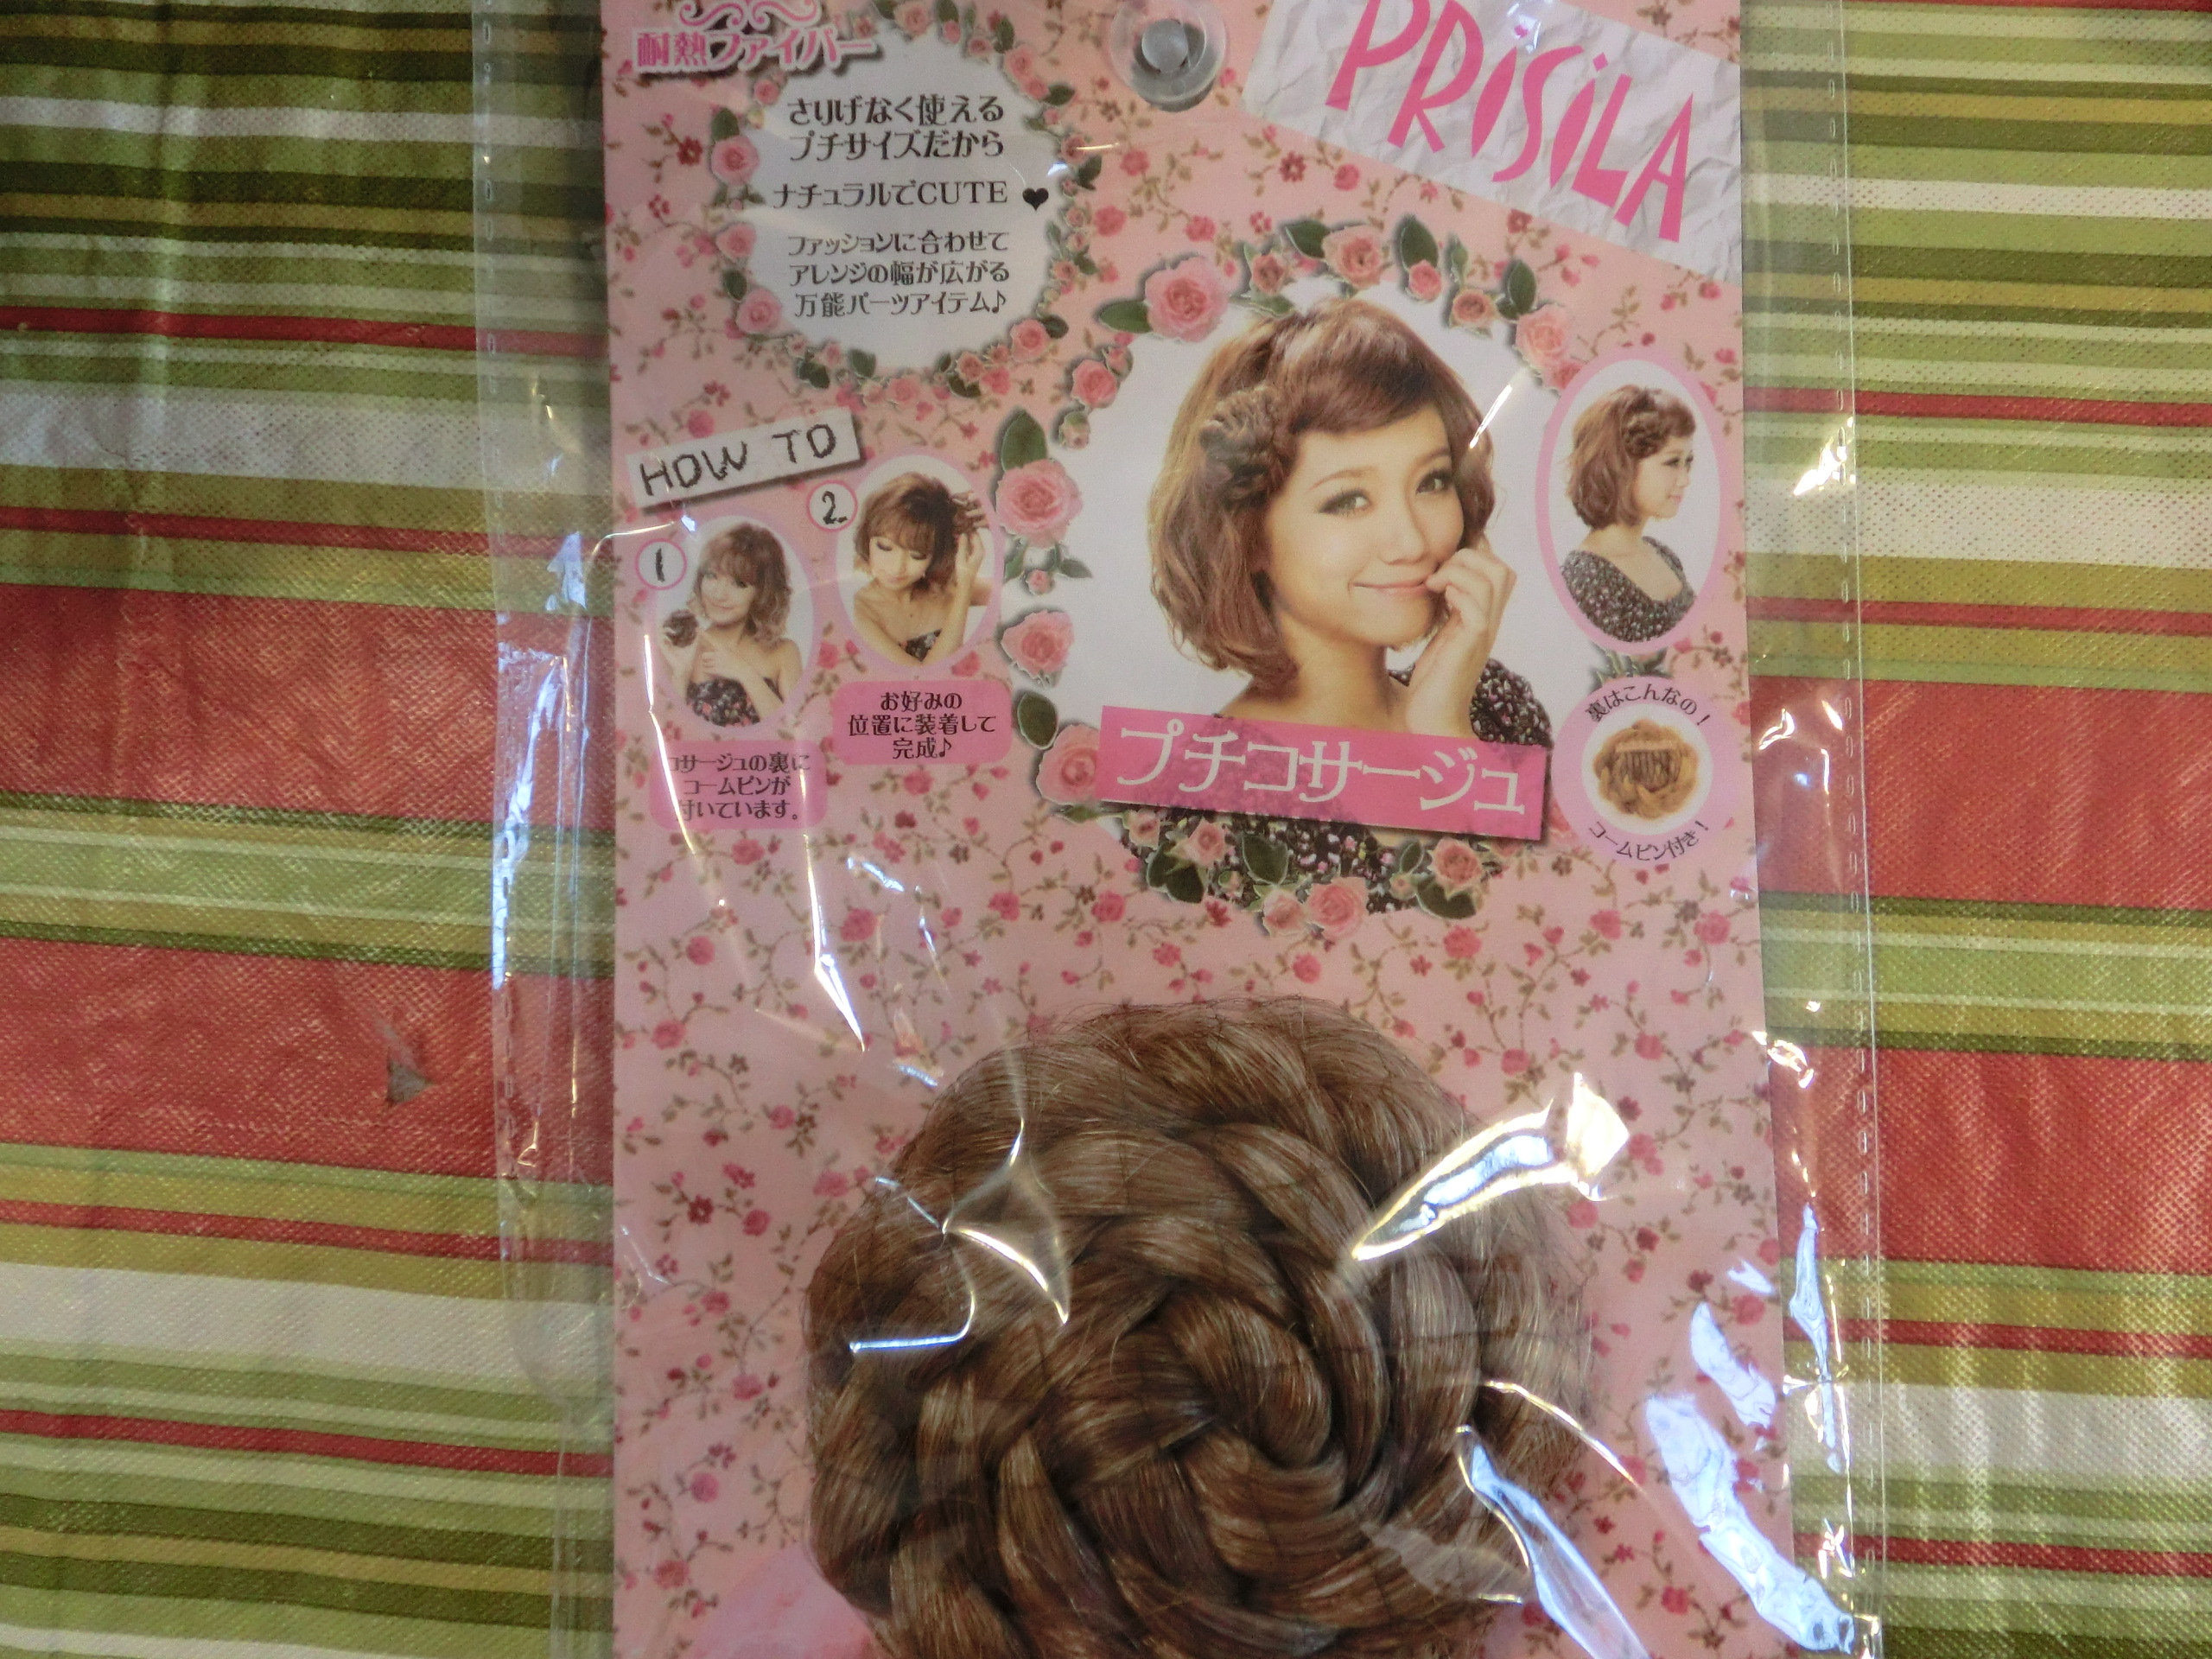 耐熱ファイバー
さりげなく使える
プチサイズだから
ナチュラルでCUTE ♥
ファッションに合わせて
アレンジの幅が広がる
万能パーツアイテム♪
PRISILA
HOW TO
1
2
コサージュの裏に
コームピンが
付いています。
お好みの
位置に装着して
完成♪
プチコサージュ
裏はこんなの!
コームピン付き!